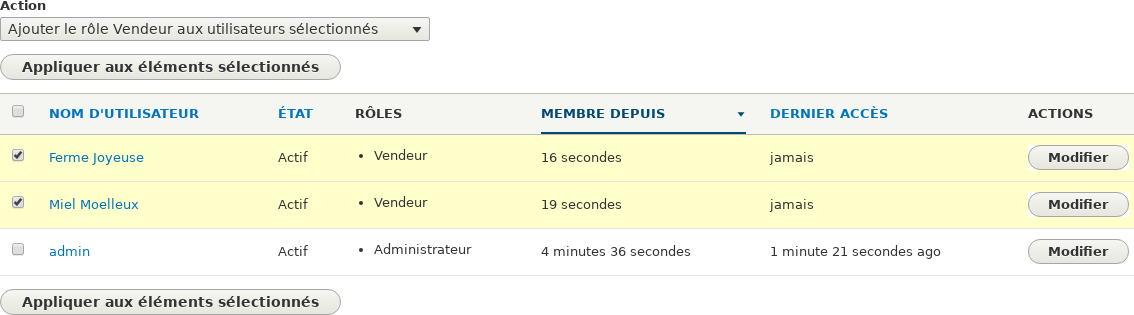 Action
Ajouter le rôle Vendeur aux utilisateurs sélectionnés
Appliquer aux éléments sélectionnés
NOM D'UTILISATEUR ÉTAT RÔLES MEMBRE DEPUIS DERNIER ACCÈS ACTIONS
Ferme Joyeuse Actif • Vendeur 16 secondes jamais Modifier
Miel Moelleux Actif • Vendeur 19 secondes jamais Modifier
admin Actif • Administrateur 4 minutes 36 secondes 1 minute 21 secondes ago Modifier
Appliquer aux éléments sélectionnés